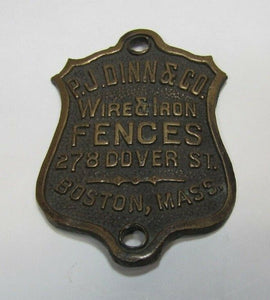 P.J. DINN & CO.
WIRE & IRON
FENCES
278 DOVER ST.
BOSTON, MASS.